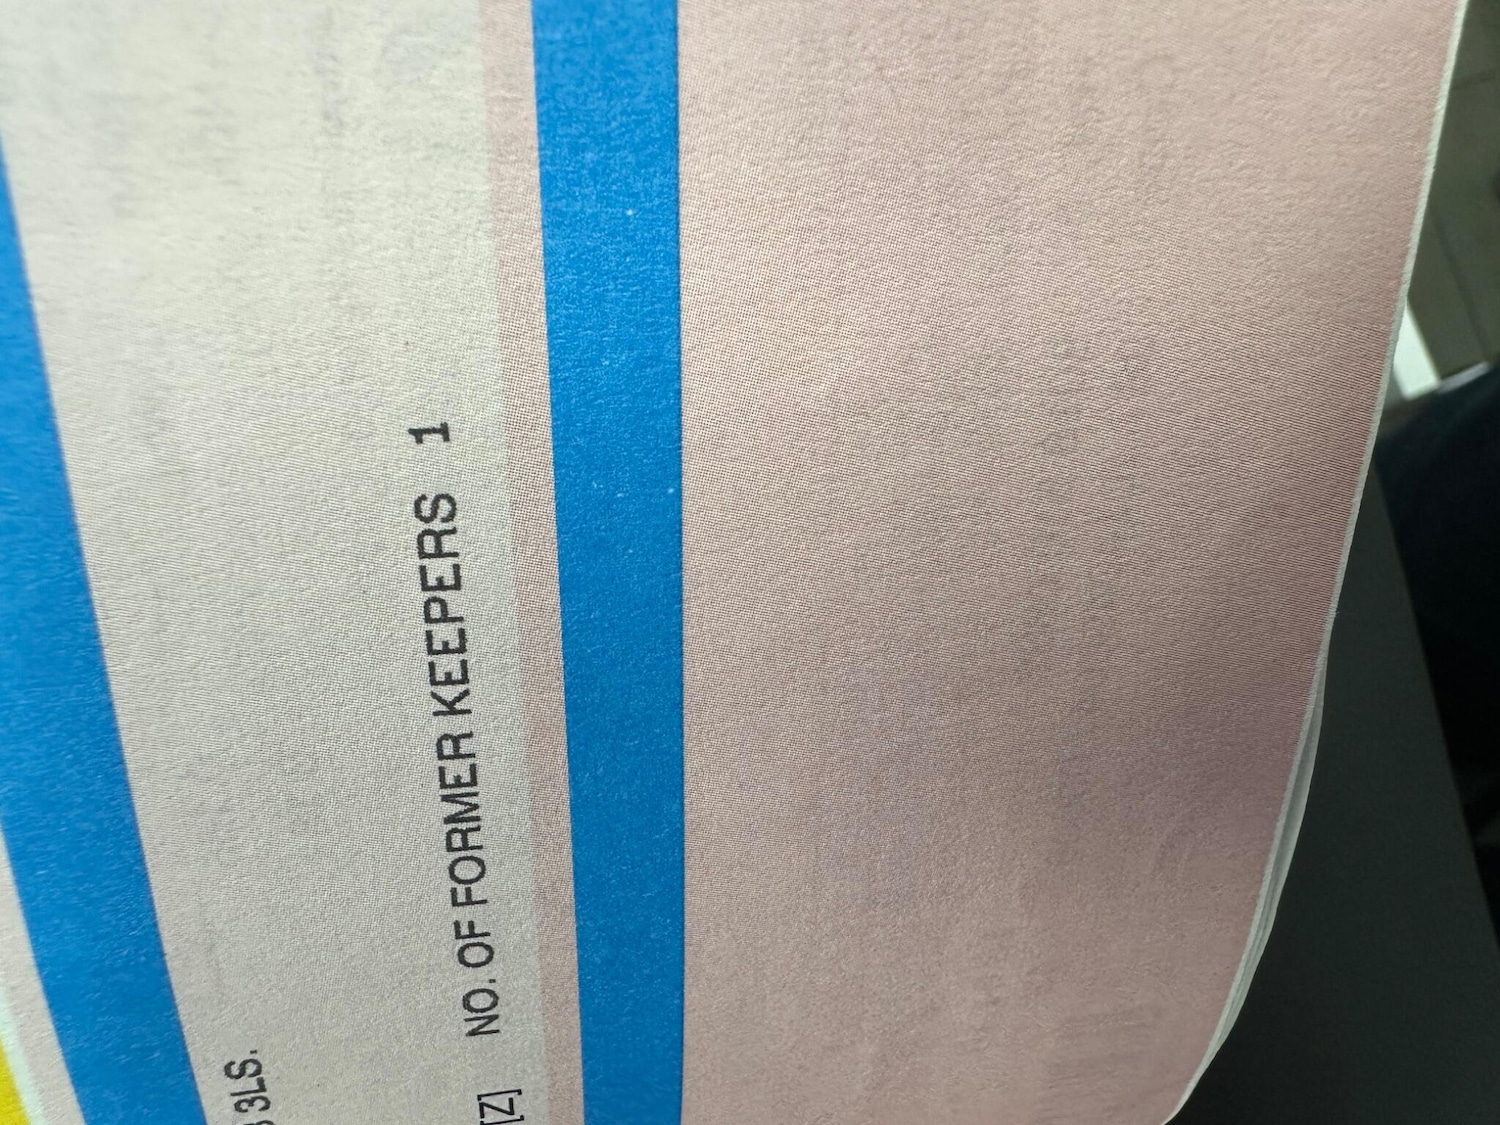 3LS.
[Z] NO. OF FORMER KEEPERS 1